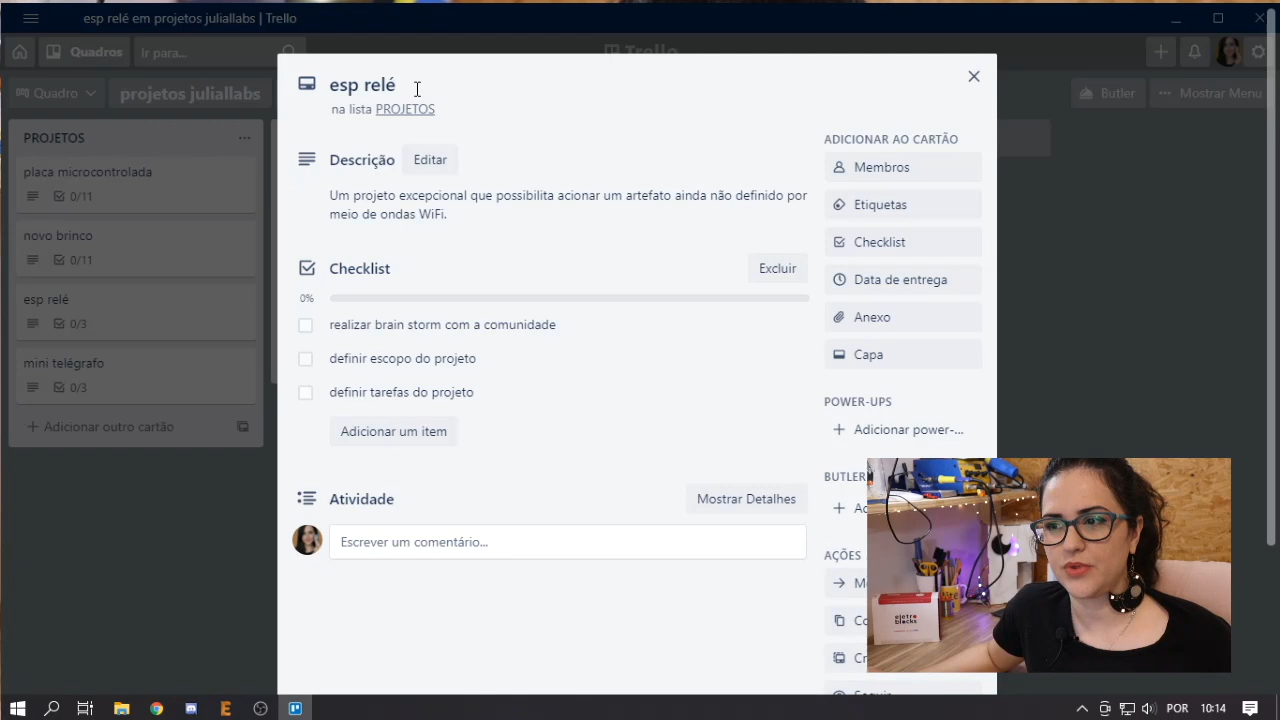 esp relé em projetos juliallabs | Trello
Quadros
Ir para...
Trello
Quadro
projetos juliallabs
Butler
Mostrar Menu
PROJETOS
placa microcontrolada
0/11
novo brinco
0/11
esp relé
0/3
mini telégrafo
0/3
Adicionar outro cartão
esp relé
na lista PROJETOS
Descrição
Editar
Um projeto excepcional que possibilita acionar um artefato ainda não definido por
meio de ondas WiFi.
Checklist
Excluir
0%
realizar brain storm com a comunidade
definir escopo do projeto
definir tarefas do projeto
Adicionar um item
Atividade
Mostrar Detalhes
Escrever um comentário...
ADICIONAR AO CARTÃO
Membros
Etiquetas
Checklist
Data de entrega
Anexo
Capa
POWER-UPS
Adicionar power-...
BUTLER
AÇÕES
eletro
blocks
POR
10:14